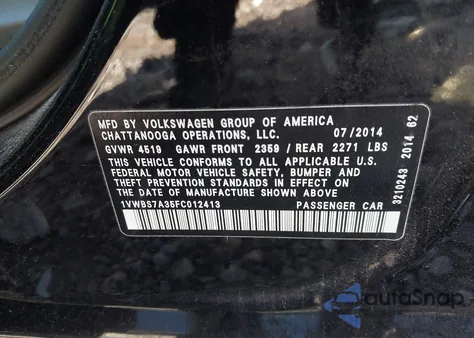 MFD BY VOLKSWAGEN GROUP OF AMERICA
CHATTANOOGA OPERATIONS, LLC. 07/2014
GVWR 4519 GAWR FRONT 2359 / REAR 2271 LBS
THIS VEHICLE CONFORMS TO ALL APPLICABLE U.S.
FEDERAL MOTOR VEHICLE SAFETY, BUMPER AND
THEFT PREVENTION STANDARDS IN EFFECT ON THE
DATE OF MANUFACTURE SHOWN ABOVE
1VWBS7A35FC012413 PASSENGER CAR
3210243 2014 62
autoSnap